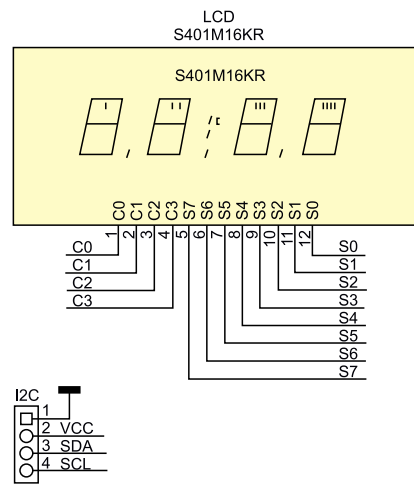 LCD
S401M16KR
S401M16KR
C0 C1 C2 C3 S7 S6 S5 S4 S3 S2 S1 S0
1 2 3 4 5 6 7 8 9 10 11 12
C0 S0
C1 S1
C2 S2
C3 S3
S4
S5
S6
S7
I2C
1
2 VCC
3 SDA
4 SCL